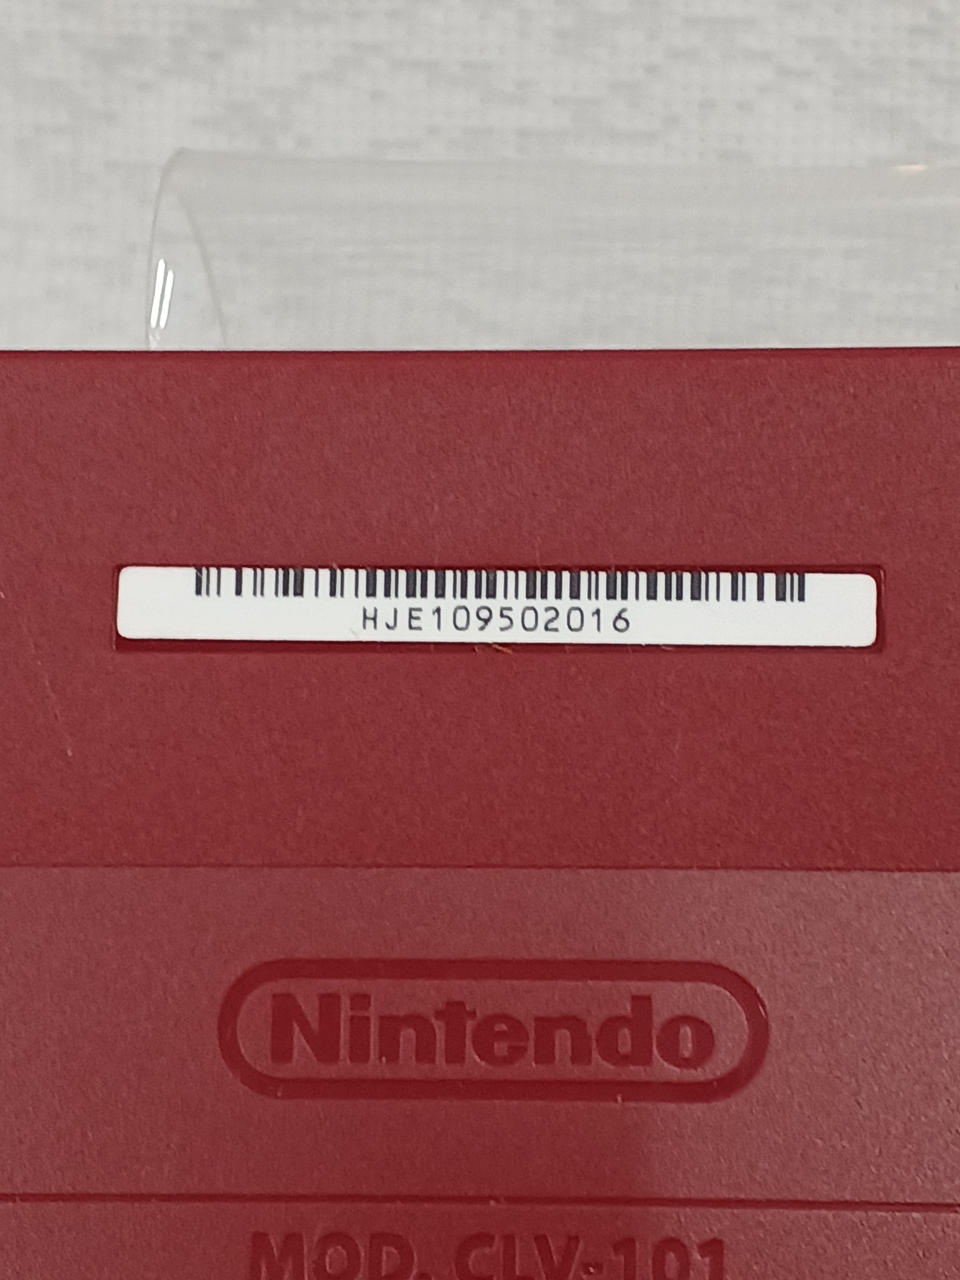 HJE109502016
Nintendo
MOD. CLV-101